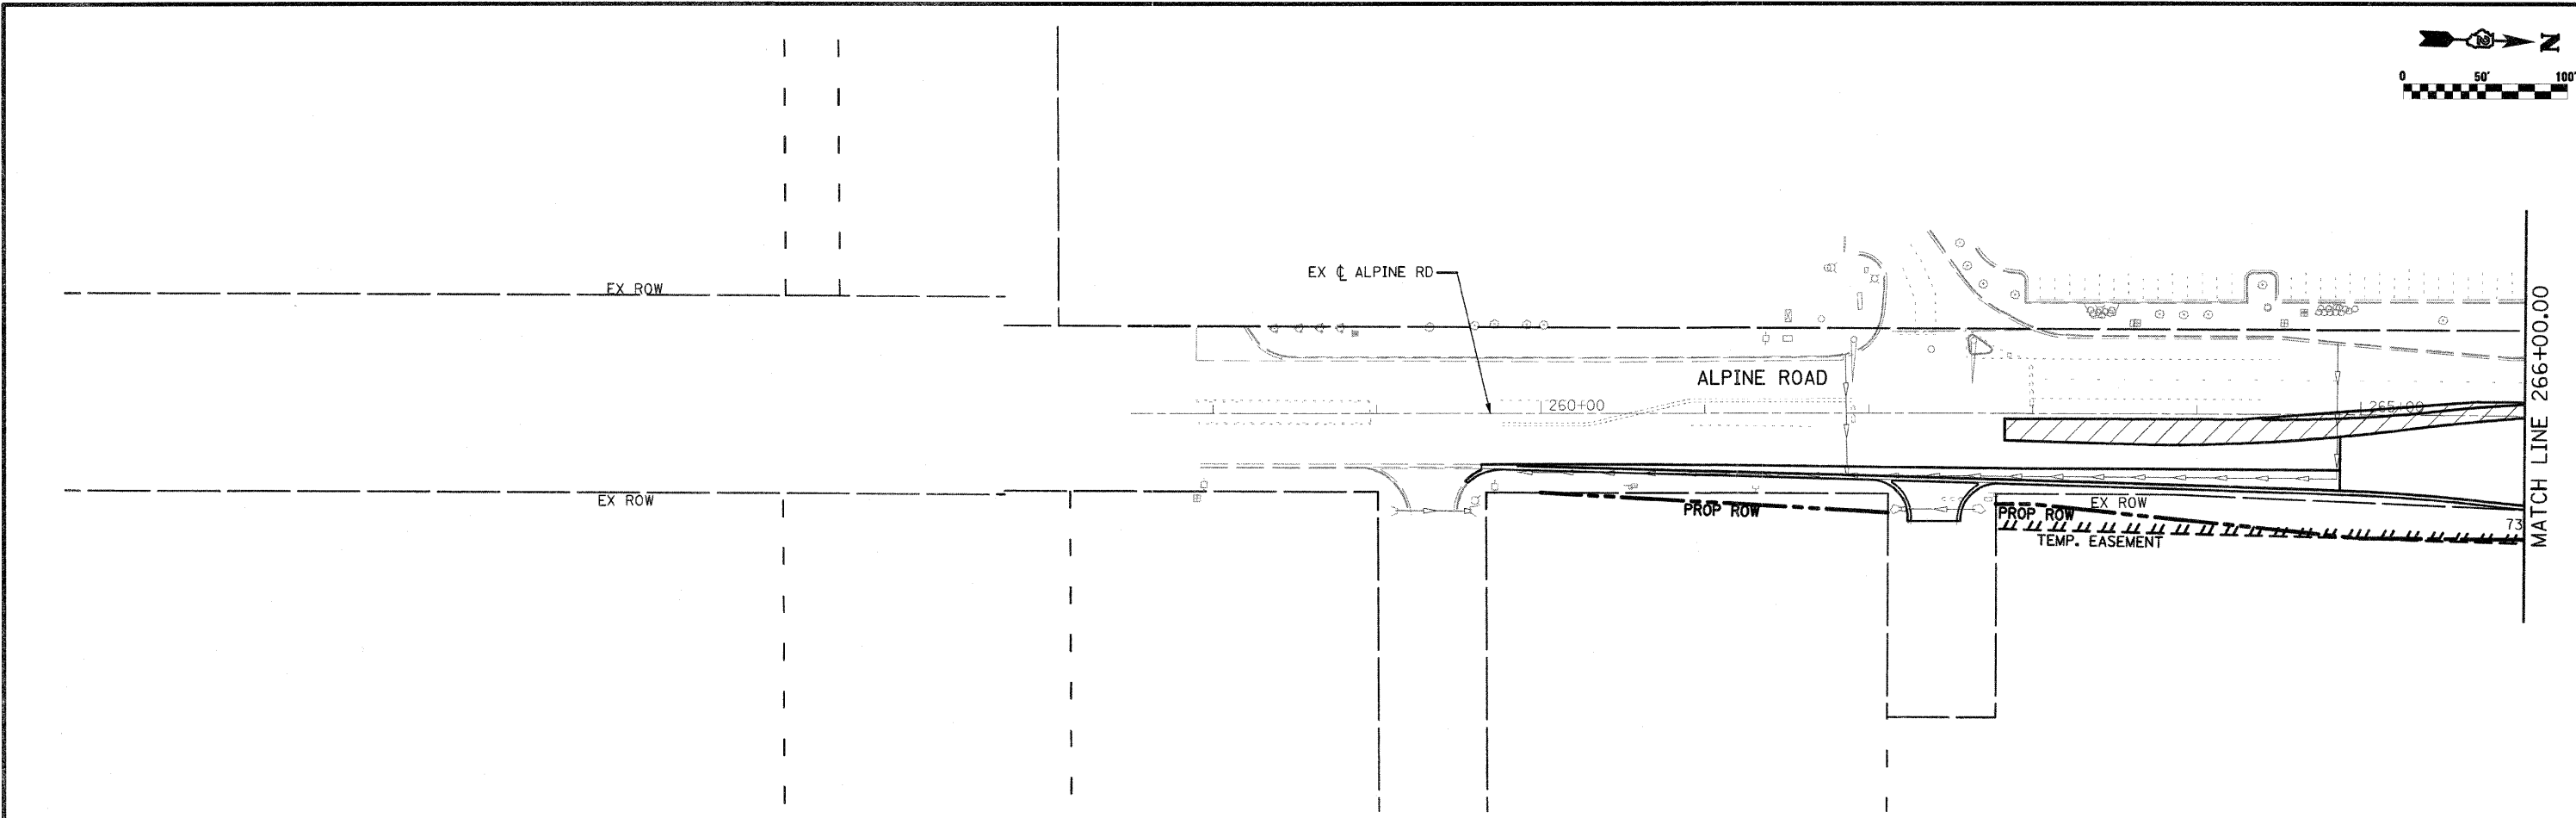 N
0 50' 100'
EX ROW
EX ℄ ALPINE RD
ALPINE ROAD
260+00
265+00
MATCH LINE 266+00.00
EX ROW
PROP ROW
EX ROW
PROP ROW
73
TEMP. EASEMENT